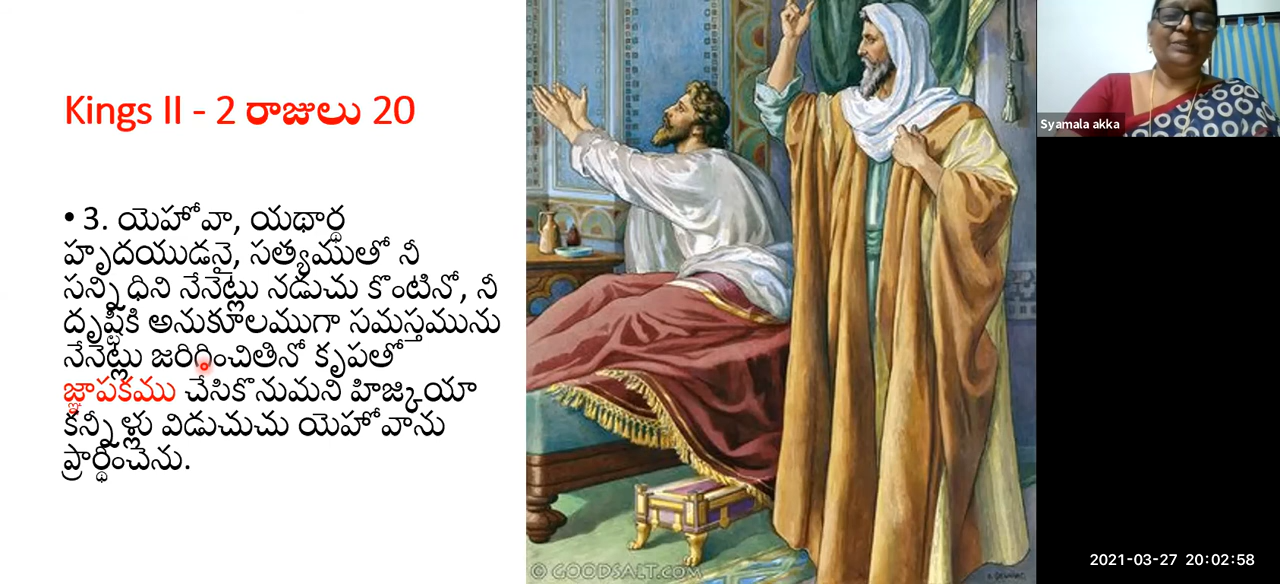 Kings II - 2 రాజులు 20
• 3. యెహోవా, యథార్థ
హృదయుడనై, సత్యముతో నీ
సన్నిధిని నేనెట్లు నడుచు కొంటినో, నీ
దృష్టికి అనుకూలముగా సమస్తమును
నేనెట్లు జరిగించితినో కృపతో
జ్ఞాపకము చేసికొనుమని హిజ్కియా
కన్నీళ్లు విడుచుచు యెహోవాను
ప్రార్థించెను.
© GOODSALT.COM
Syamala akka
2021-03-27 20:02:58